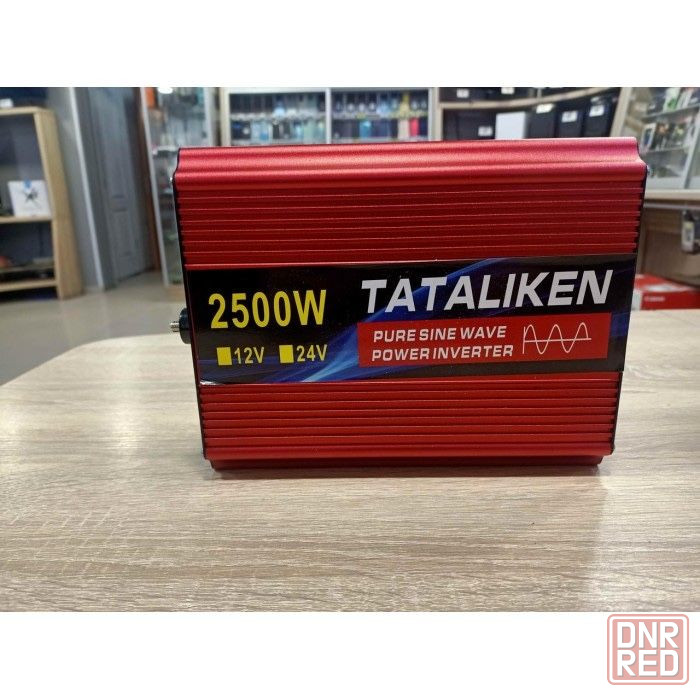 2500W
12V 24V
TATALIKEN
PURE SINE WAVE
POWER INVERTER
DNR
RED